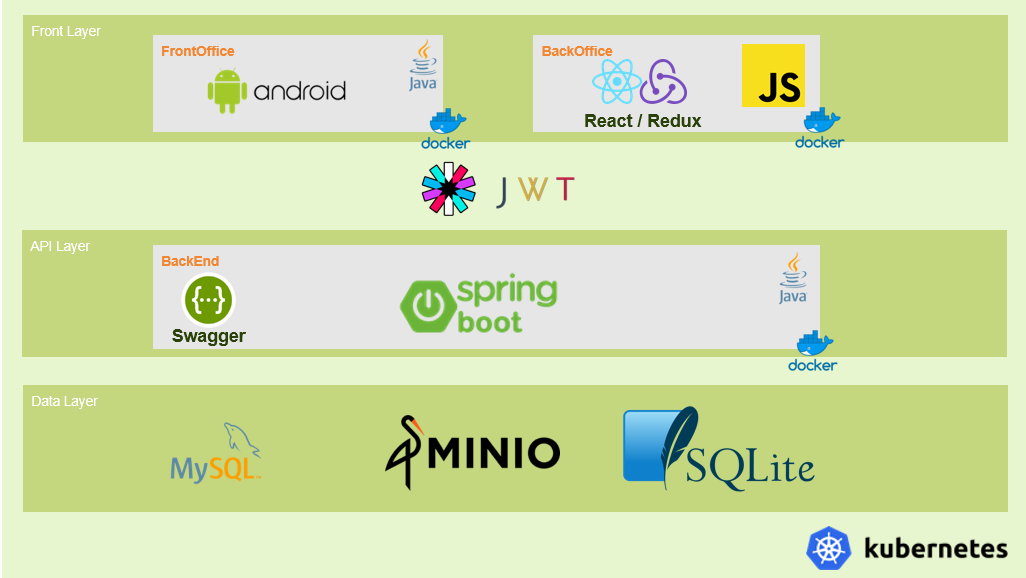 Front Layer
FrontOffice
android
Java
docker
BackOffice
React / Redux
JS
docker
JWT
API Layer
BackEnd
{···}
Swagger
spring
boot
Java
docker
Data Layer
MySQL™
MINIO
SQLite
kubernetes